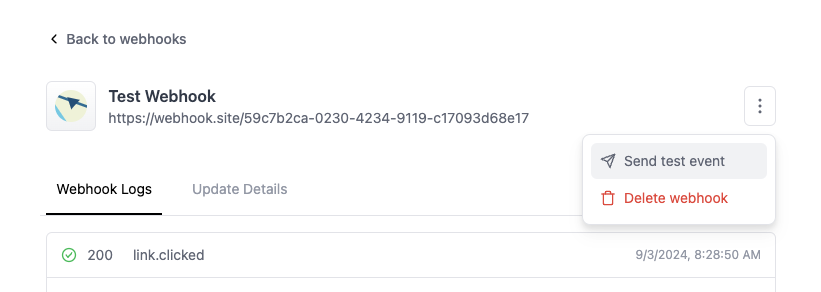 Back to webhooks
Test Webhook
https://webhook.site/59c7b2ca-0230-4234-9119-c17093d68e17
Send test event
Delete webhook
Webhook Logs
Update Details
200 link.clicked 9/3/2024, 8:28:50 AM